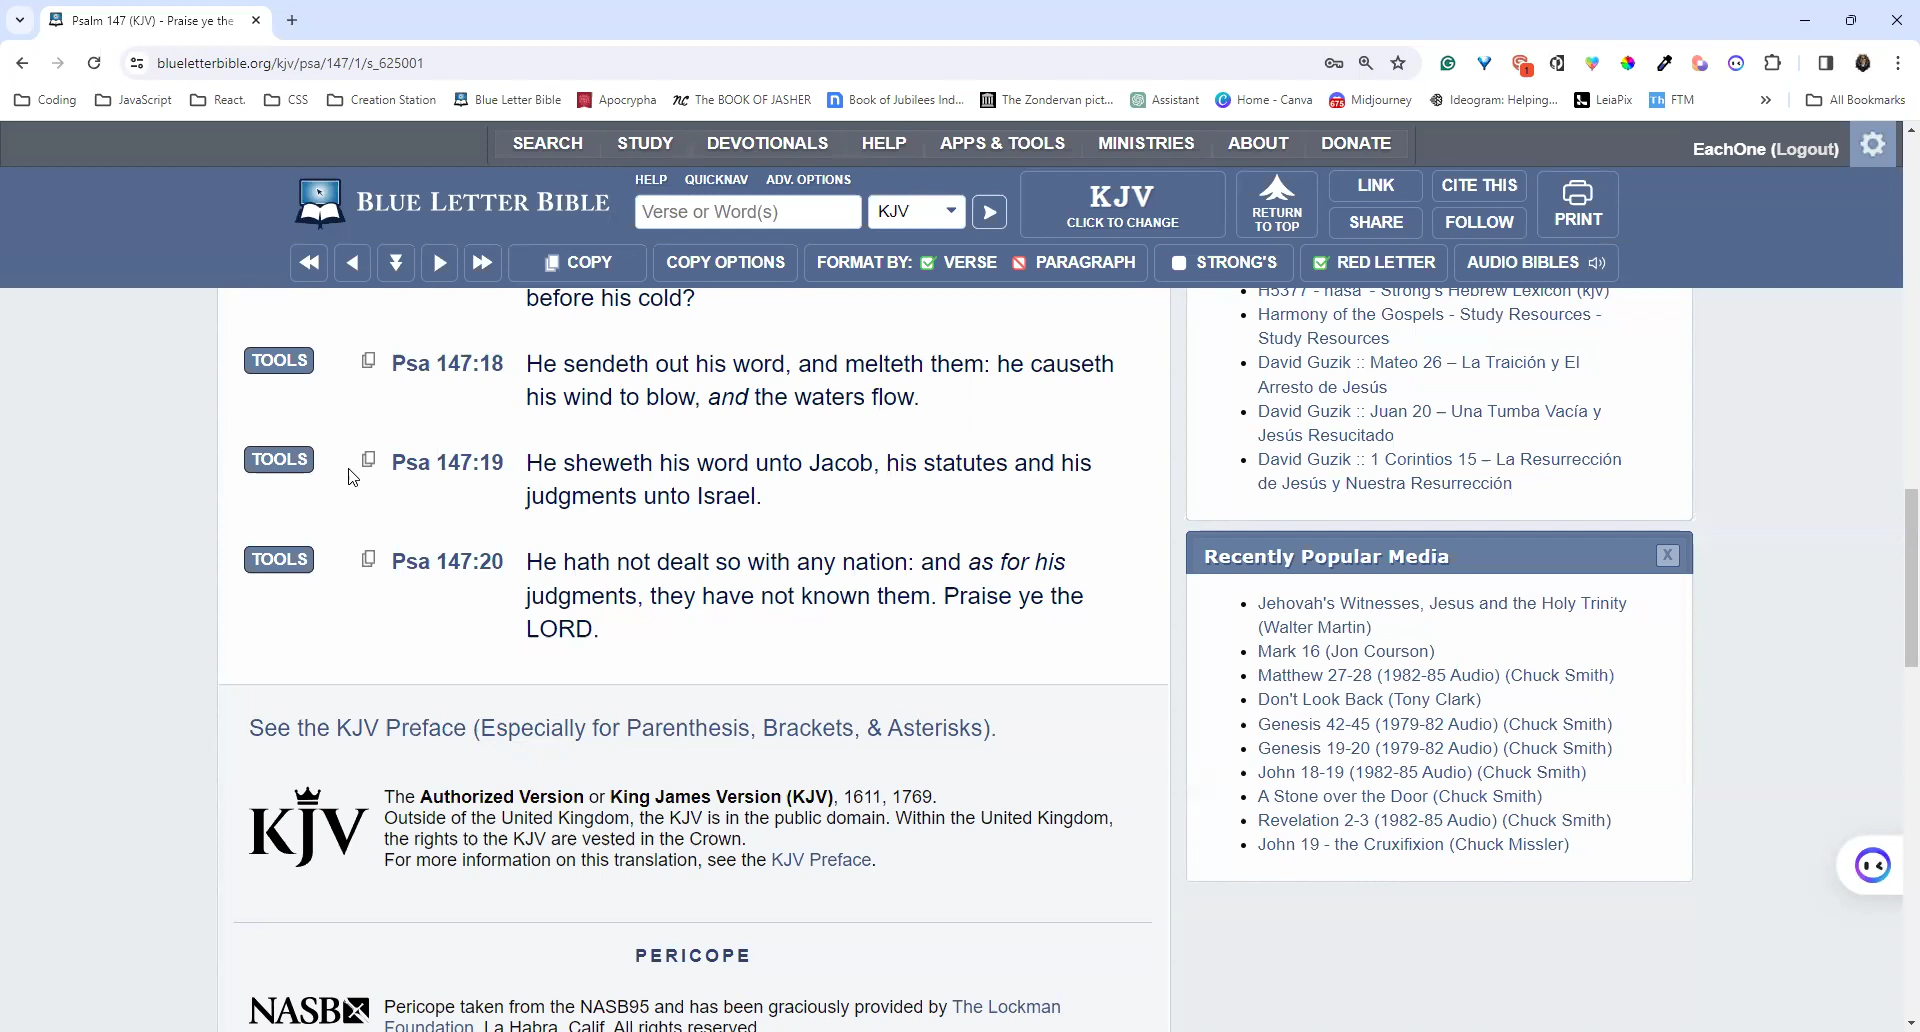 Psalm 147 (KJV) - Praise ye the
blueletterbible.org/kjv/psa/147/1/s_625001
1
Coding
JavaScript
React.
CSS
Creation Station
Blue Letter Bible
Apocrypha
The BOOK OF JASHER
Book of Jubilees Ind...
The Zondervan pict...
Assistant
Home - Canva
675
Midjourney
Ideogram: Helping...
LeiaPix
Th
FTM
»
All Bookmarks
SEARCH
STUDY
DEVOTIONALS
HELP
APPS & TOOLS
MINISTRIES
ABOUT
DONATE
EachOne (Logout)
BLUE LETTER BIBLE
HELP
QUICKNAV
ADV. OPTIONS
Verse or Word(s)
KJV
KJV
CLICK TO CHANGE
RETURN
TO TOP
LINK
CITE THIS
SHARE
FOLLOW
PRINT
COPY
COPY OPTIONS
FORMAT BY:
VERSE
PARAGRAPH
STRONG'S
RED LETTER
AUDIO BIBLES
before his cold?
TOOLS
Psa 147:18
He sendeth out his word, and melteth them: he causeth
his wind to blow, and the waters flow.
TOOLS
Psa 147:19
He sheweth his word unto Jacob, his statutes and his
judgments unto Israel.
TOOLS
Psa 147:20
He hath not dealt so with any nation: and as for his
judgments, they have not known them. Praise ye the
LORD.
See the KJV Preface (Especially for Parenthesis, Brackets, & Asterisks).
KJV
The Authorized Version or King James Version (KJV), 1611, 1769.
Outside of the United Kingdom, the KJV is in the public domain. Within the United Kingdom,
the rights to the KJV are vested in the Crown.
For more information on this translation, see the KJV Preface.
PERICOPE
NASB
Pericope taken from the NASB95 and has been graciously provided by The Lockman
Foundation, La Habra, Calif. All rights reserved
H5377 - nasa' - Strong's Hebrew Lexicon (kjv)
Harmony of the Gospels - Study Resources -
Study Resources
David Guzik :: Mateo 26 – La Traición y El
Arresto de Jesús
David Guzik :: Juan 20 – Una Tumba Vacía y
Jesús Resucitado
David Guzik :: 1 Corintios 15 – La Resurrección
de Jesús y Nuestra Resurrección
Recently Popular Media
X
Jehovah's Witnesses, Jesus and the Holy Trinity
(Walter Martin)
Mark 16 (Jon Courson)
Matthew 27-28 (1982-85 Audio) (Chuck Smith)
Don't Look Back (Tony Clark)
Genesis 42-45 (1979-82 Audio) (Chuck Smith)
Genesis 19-20 (1979-82 Audio) (Chuck Smith)
John 18-19 (1982-85 Audio) (Chuck Smith)
A Stone over the Door (Chuck Smith)
Revelation 2-3 (1982-85 Audio) (Chuck Smith)
John 19 - the Cruxifixion (Chuck Missler)